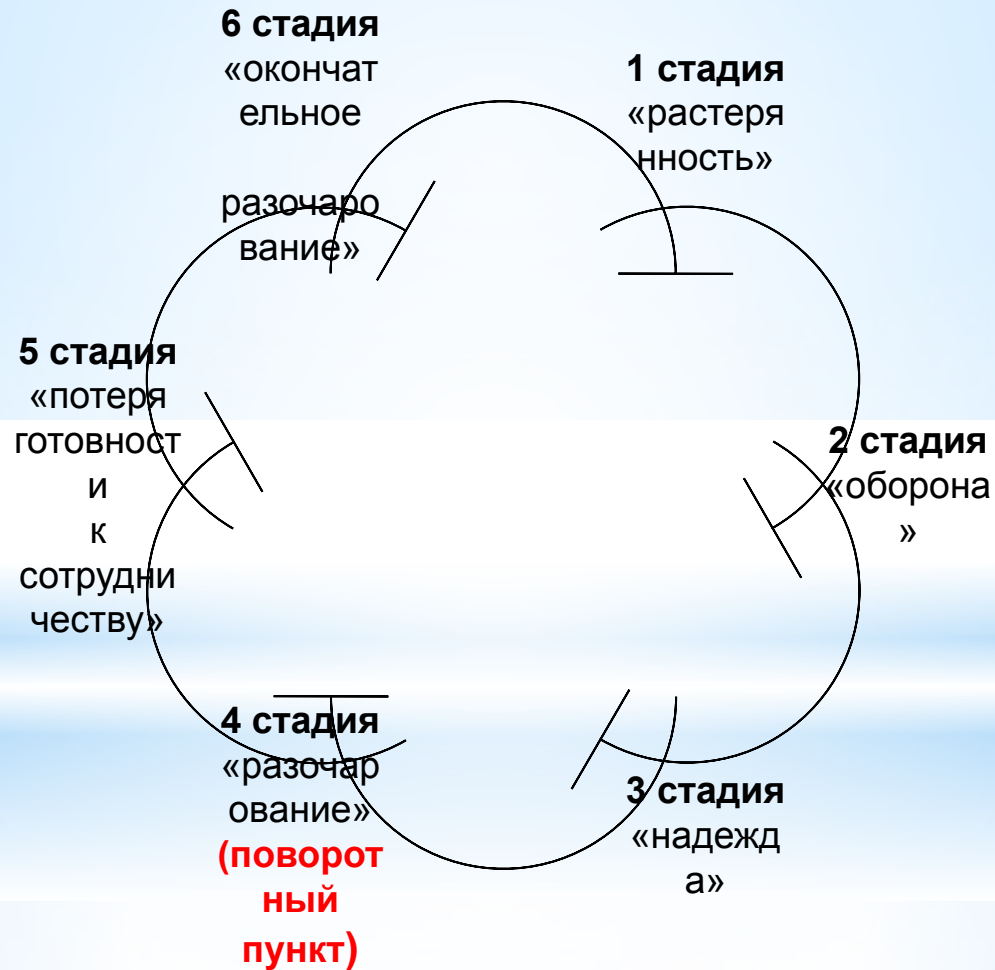 6 стадия
«окончат
ельное
разочаро
вание»
1 стадия
«растеря
нность»
2 стадия
«оборона
»
3 стадия
«надежд
а»
4 стадия
«разочар
ование»
(поворот
ный
пункт)
5 стадия
«потеря
готовност
и
к
сотрудни
честву»